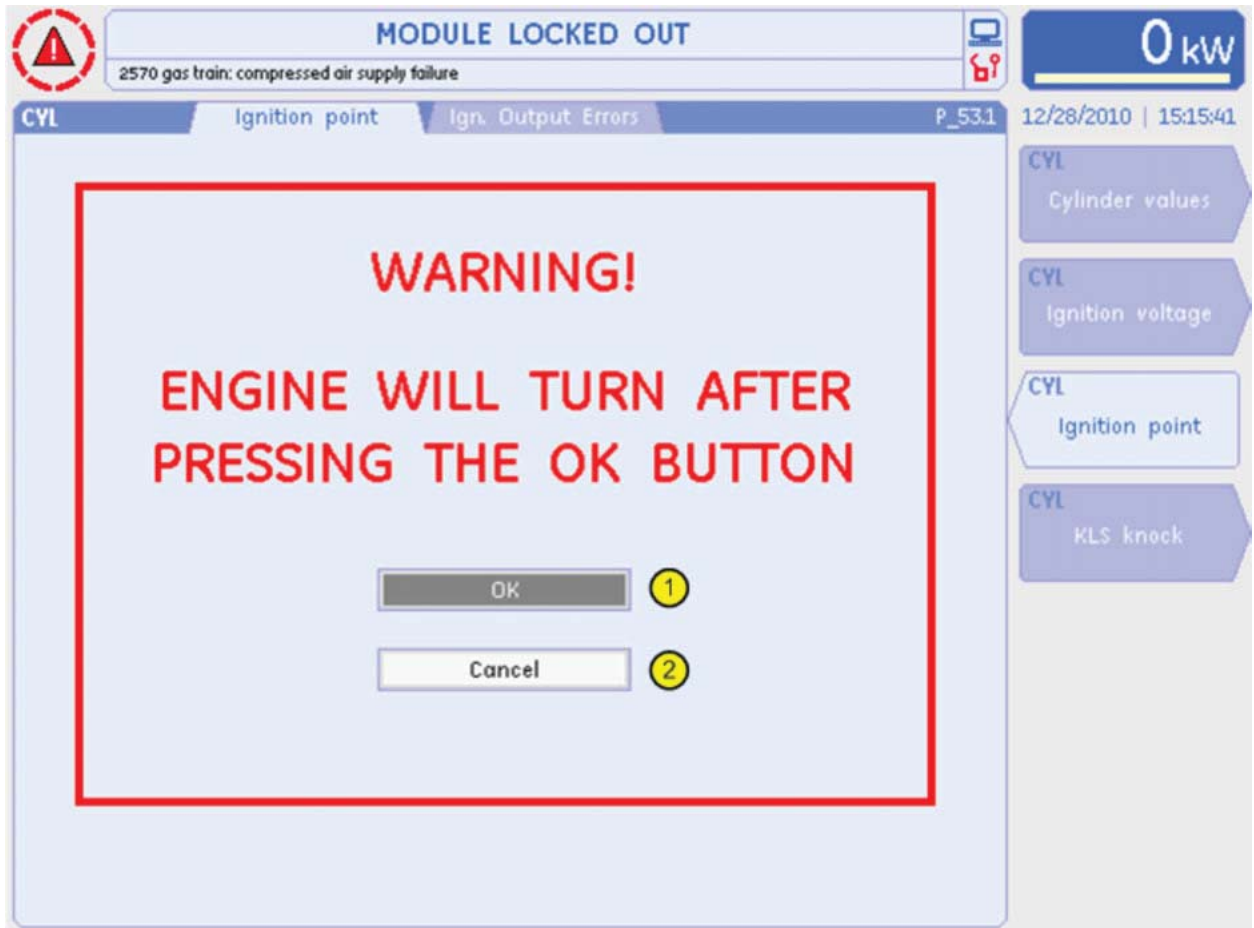 MODULE LOCKED OUT
2570 gas train: compressed air supply failure
0 kW
CYL
Ignition point
Ign. Output Errors
P_53.1
12/28/2010 | 15:15:41
WARNING!
ENGINE WILL TURN AFTER
PRESSING THE OK BUTTON
OK
1
Cancel
2
CYL
Cylinder values
CYL
Ignition voltage
CYL
Ignition point
CYL
KLS knock